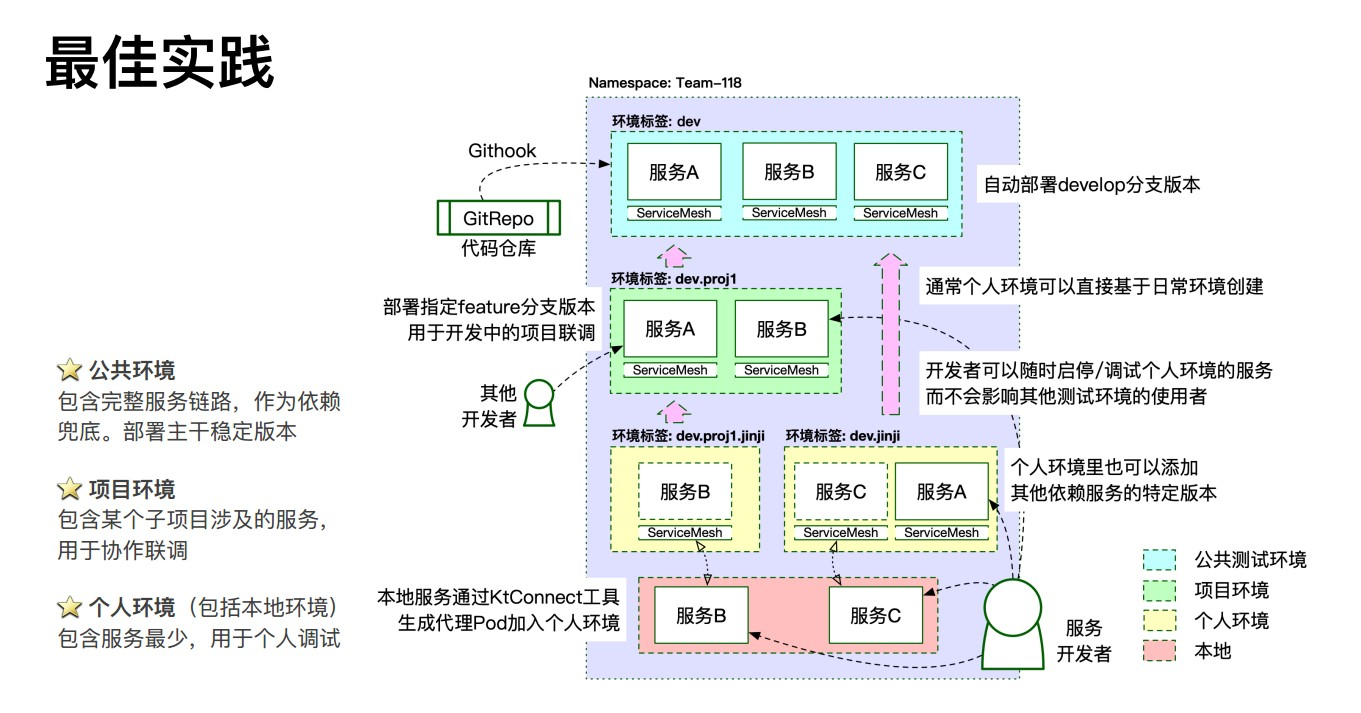 最佳实践
Namespace: Team-118
环境标签: dev
Githook
服务A
服务B
服务C
ServiceMesh
ServiceMesh
ServiceMesh
自动部署develop分支版本
GitRepo
代码仓库
环境标签: dev.proj1
通常个人环境可以直接基于日常环境创建
部署指定feature分支版本
用于开发中的项目联调
服务A
服务B
ServiceMesh
ServiceMesh
其他
开发者
开发者可以随时启停/调试个人环境的服务
而不会影响其他测试环境的使用者
公共环境
包含完整服务链路，作为依赖
兜底。部署主干稳定版本
环境标签: dev.proj1.jinji
环境标签: dev.jinji
服务B
服务C
服务A
ServiceMesh
ServiceMesh
ServiceMesh
个人环境里也可以添加
其他依赖服务的特定版本
项目环境
包含某个子项目涉及的服务，
用于协作联调
个人环境（包括本地环境）
包含服务最少，用于个人调试
本地服务通过KtConnect工具
生成代理Pod加入个人环境
服务B
服务C
服务
开发者
公共测试环境
项目环境
个人环境
本地